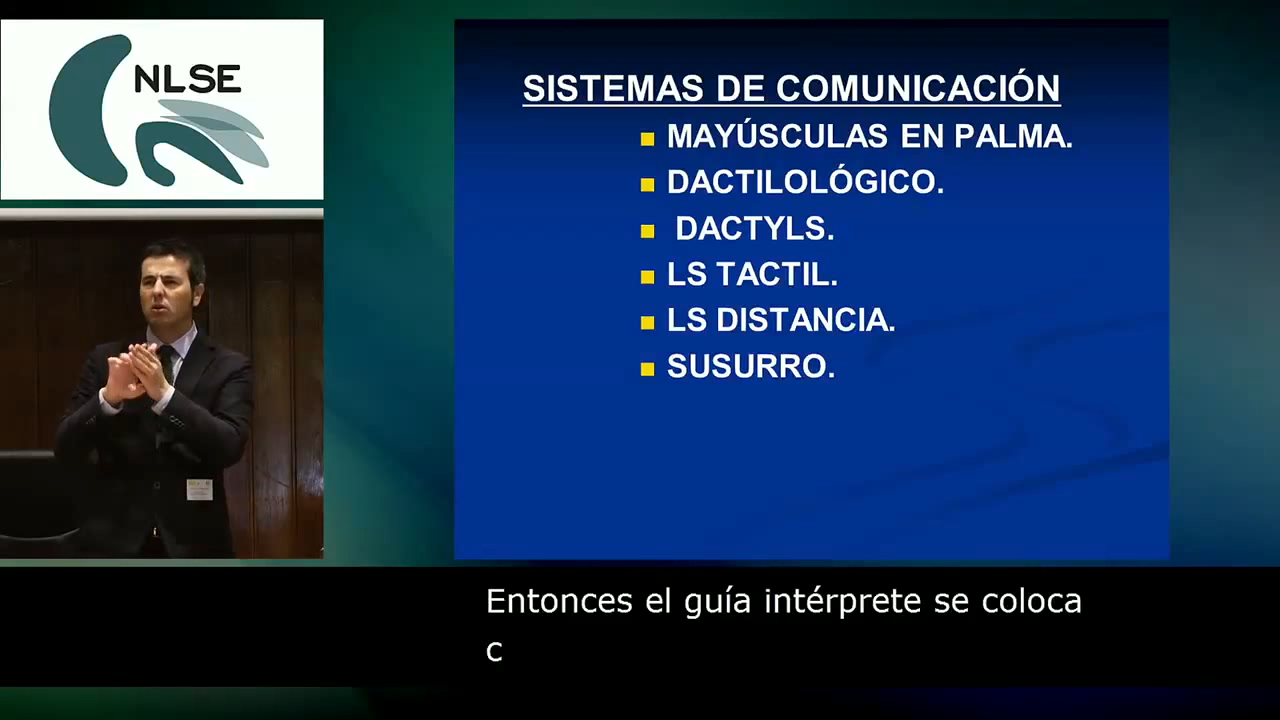 CNLSE
SISTEMAS DE COMUNICACIÓN
MAYÚSCULAS EN PALMA.
DACTILOLÓGICO.
DACTYLS.
LS TACTIL.
LS DISTANCIA.
SUSURRO.
Entonces el guía intérprete se coloca
c